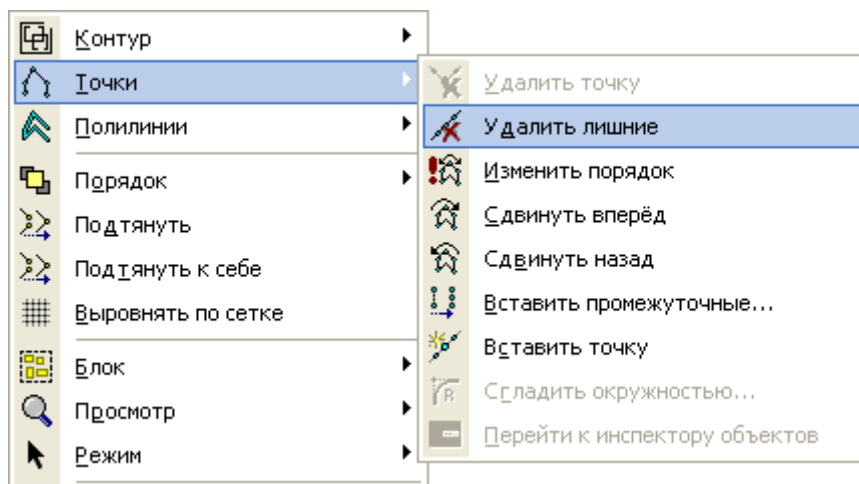 Контур
Точки
Полилинии
Порядок
Подтянуть
Подтянуть к себе
Выровнять по сетке
Блок
Просмотр
Режим
Удалить точку
Удалить лишние
Изменить порядок
Сдвинуть вперёд
Сдвинуть назад
Вставить промежуточные...
Вставить точку
Сгладить окружностью...
Перейти к инспектору объектов